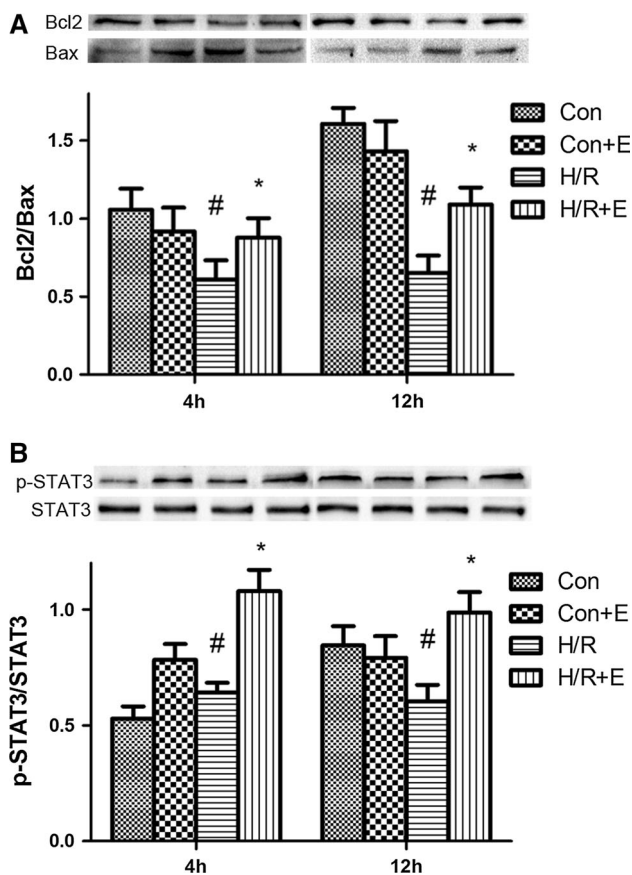 A
Bcl2
Bax
Bcl2/Bax
1.5
1.0
0.5
0.0
# * # *
4h 12h
Con
Con+E
H/R
H/R+E
B
p-STAT3
STAT3
p-STAT3/STAT3
1.0
0.5
0.0
# * # *
4h 12h
Con
Con+E
H/R
H/R+E